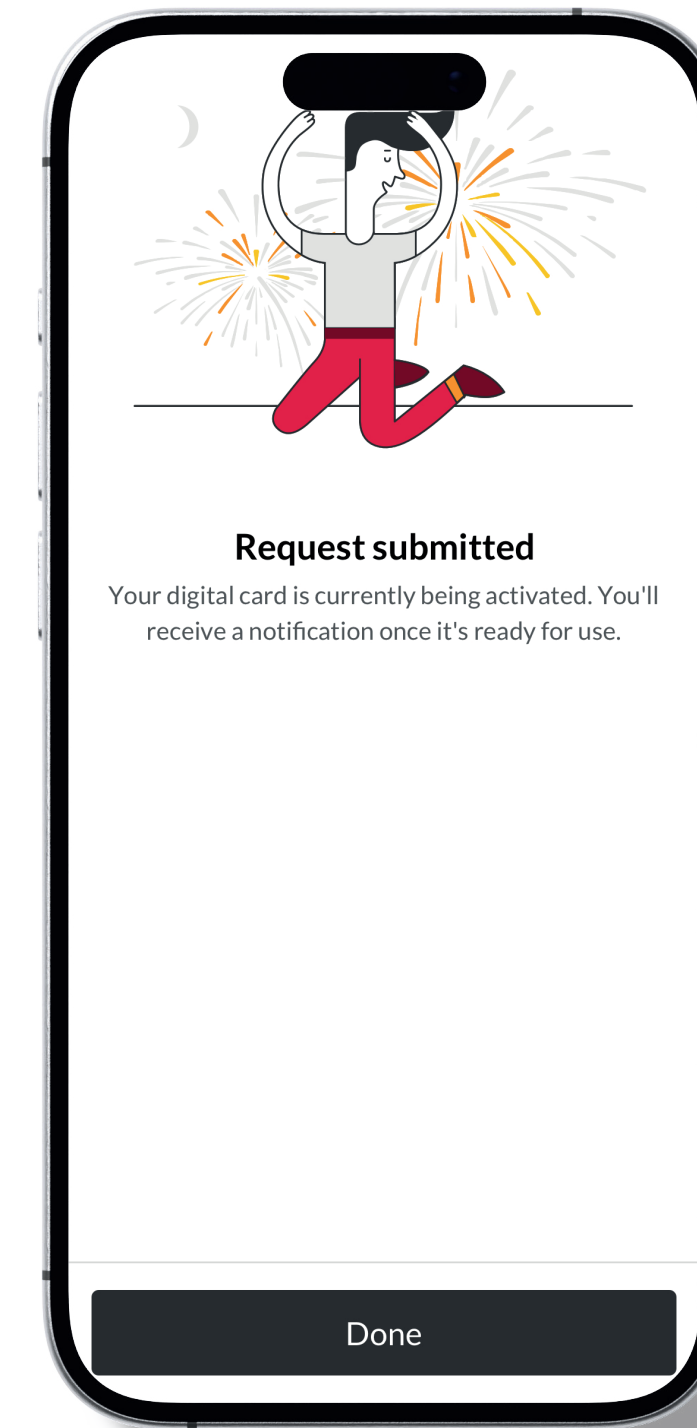 Request submitted
Your digital card is currently being activated. You'll
receive a notification once it's ready for use.
Done